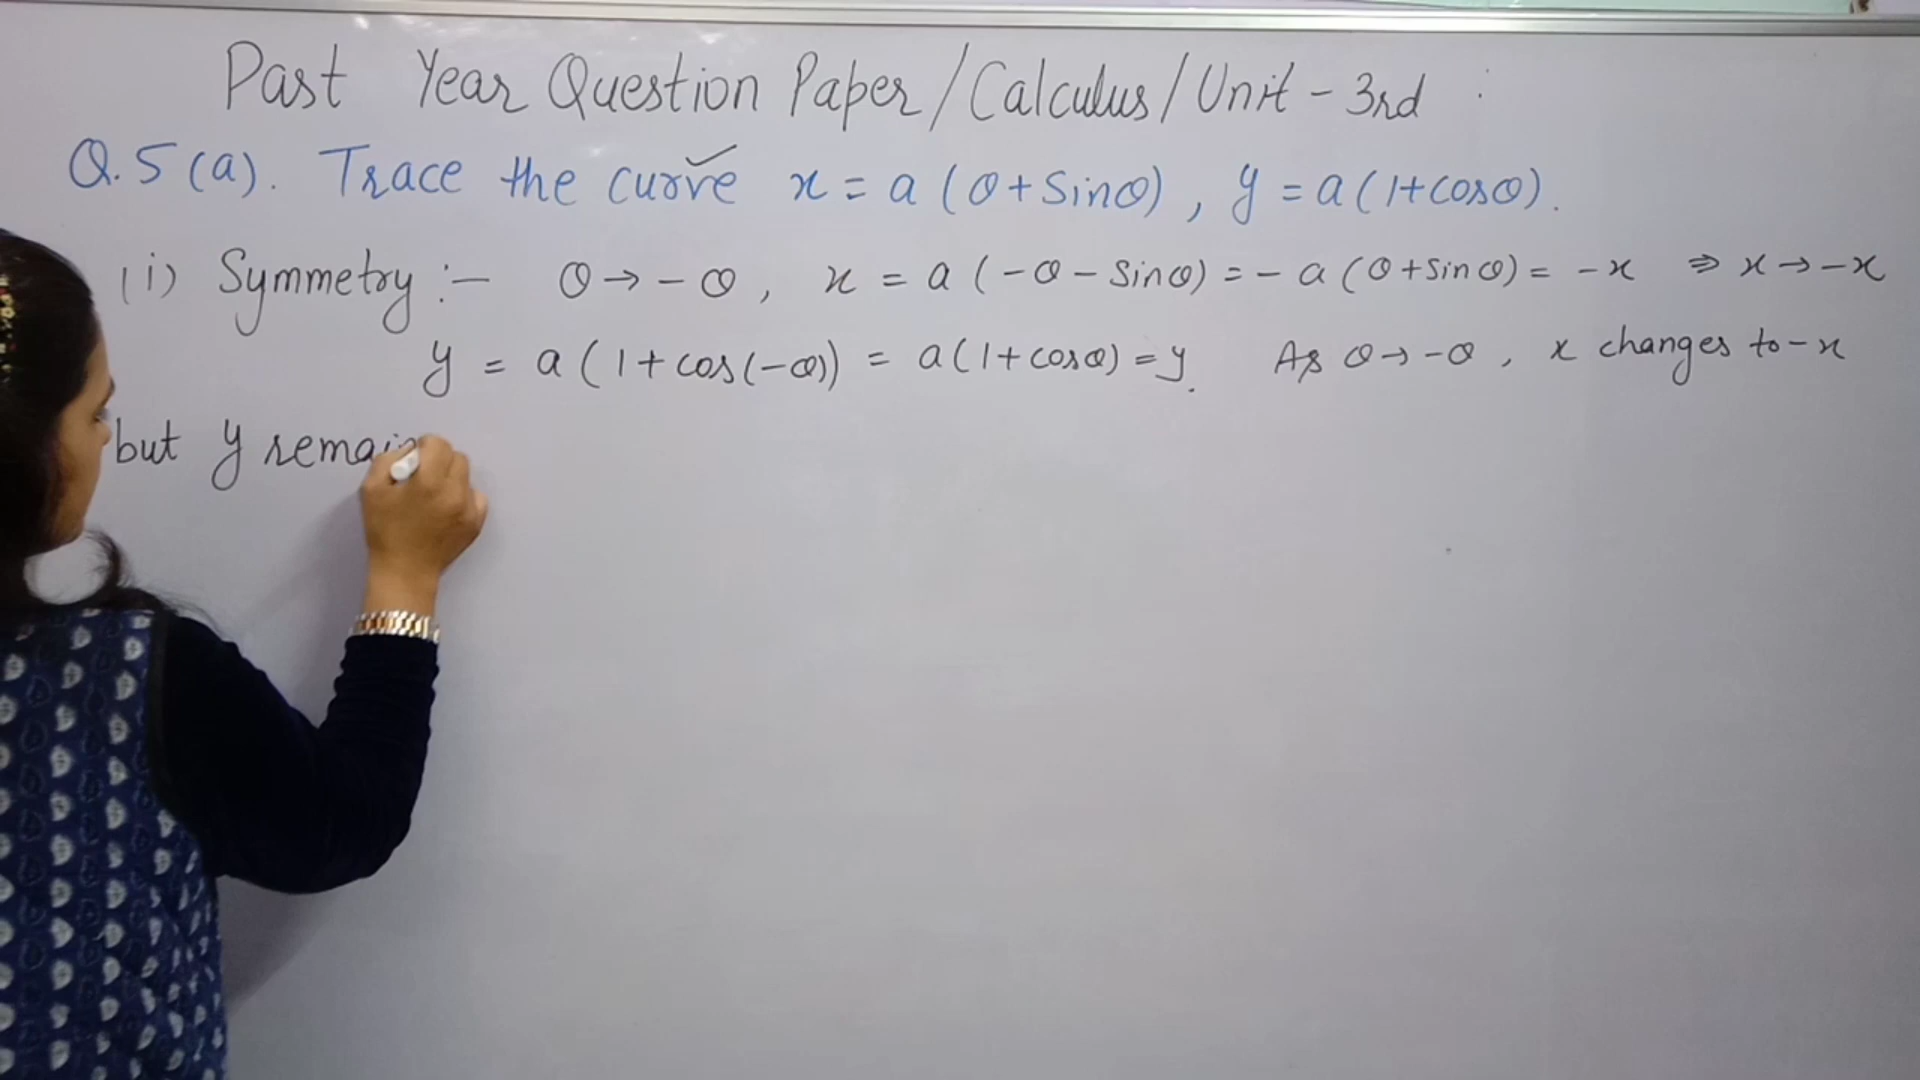 Past Year Question Paper/Calculus/Unit-3rd
Q.5(a). Trace the curve x = a(θ+Sinθ), y = a(1+cosθ).
(i) Symmetry :- θ→-θ, x = a(-θ-Sinθ) = -a(θ+sinθ) = -x ⇒ x→-x
y = a(1+cos(-θ)) = a(1+cosθ) = y. As θ→-θ, x changes to -x
but y remain